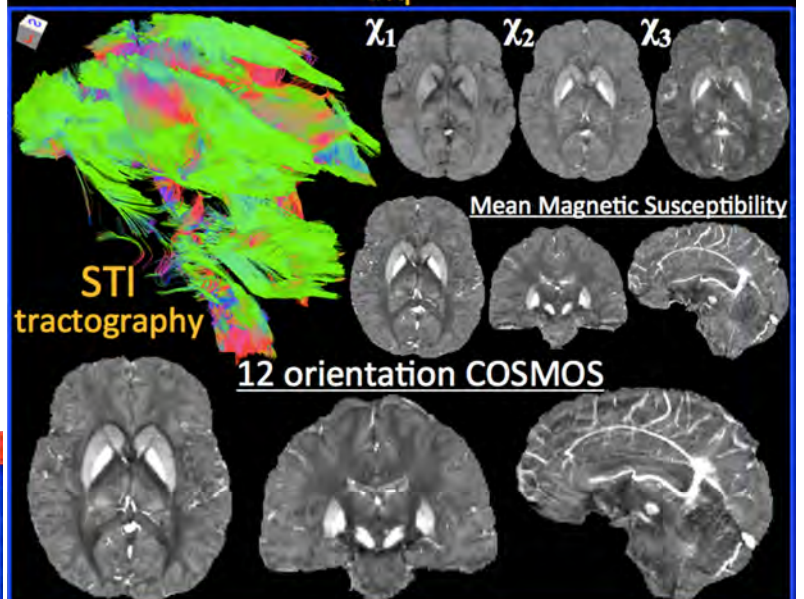 χ1
χ2
χ3
Mean Magnetic Susceptibility
STI
tractography
12 orientation COSMOS